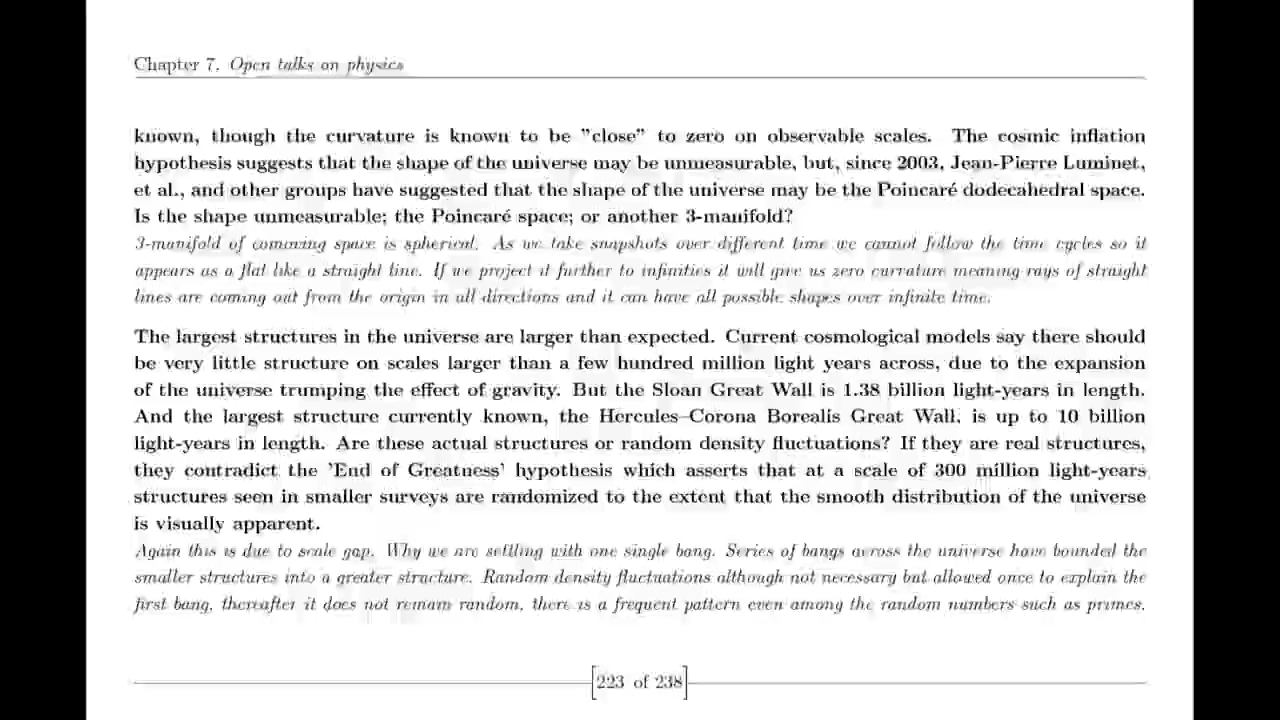 Chapter 7. Open talks on physics
known, though the curvature is known to be "close" to zero on observable scales. The cosmic inflation
hypothesis suggests that the shape of the universe may be unmeasurable, but, since 2003, Jean-Pierre Luminet,
et al., and other groups have suggested that the shape of the universe may be the Poincaré dodecahedral space.
Is the shape unmeasurable; the Poincaré space; or another 3-manifold?
3-manifold of commong space is spherical. As we take snapshots over different time we cannot follow the time cycles so it
appears as a flat like a straight line. If we project it further to infinities it will give us zero curvature meaning rays of straight
lines are coming out from the origin in all directions and it can have all possible shapes over infinite time.
The largest structures in the universe are larger than expected. Current cosmological models say there should
be very little structure on scales larger than a few hundred million light years across, due to the expansion
of the universe trumping the effect of gravity. But the Sloan Great Wall is 1.38 billion light-years in length.
And the largest structure currently known, the Hercules–Corona Borealis Great Wall, is up to 10 billion
light-years in length. Are these actual structures or random density fluctuations? If they are real structures,
they contradict the 'End of Greatness' hypothesis which asserts that at a scale of 300 million light-years
structures seen in smaller surveys are randomized to the extent that the smooth distribution of the universe
is visually apparent.
Again this is due to scale gap. Why we are settling with one single bang. Series of bangs across the universe have bounded the
smaller structures into a greater structure. Random density fluctuations although not necessary but allowed once to explain the
first bang, thereafter it does not remain random, there is a frequent pattern even among the random numbers such as primes.
223 of 238